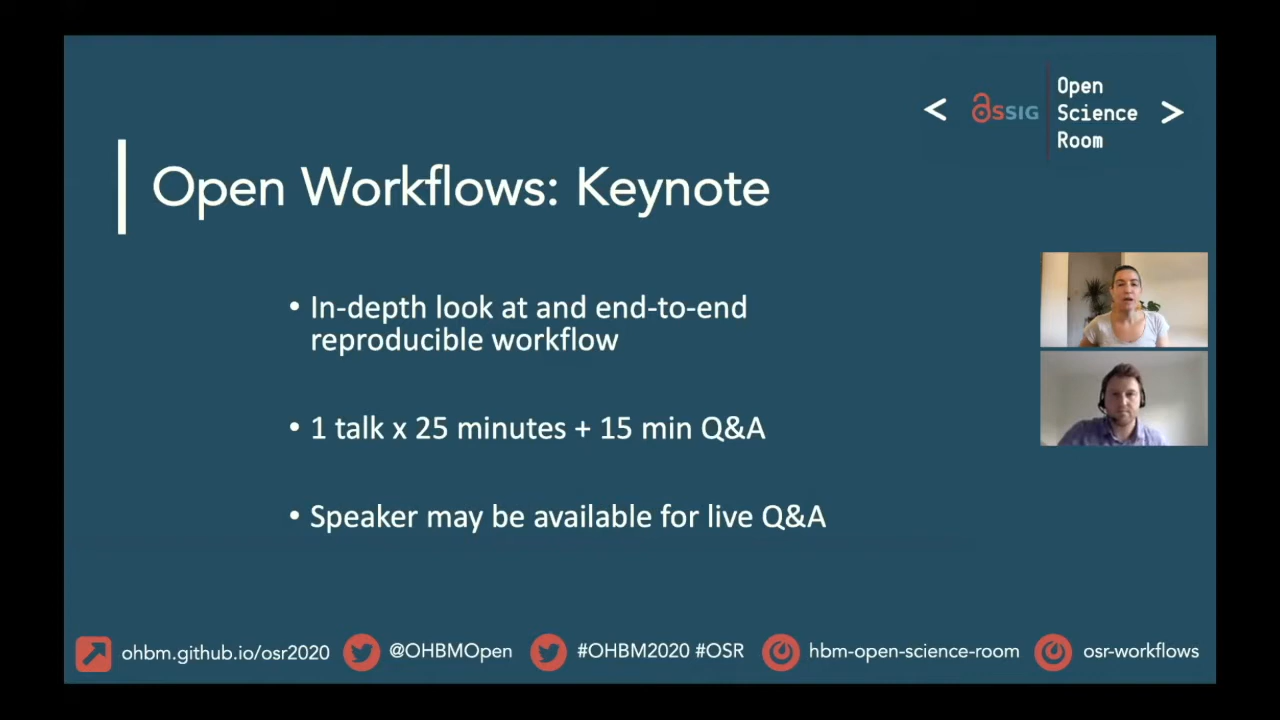 < OSSIG Open Science Room >
Open Workflows: Keynote
• In-depth look at and end-to-end
reproducible workflow
• 1 talk x 25 minutes + 15 min Q&A
• Speaker may be available for live Q&A
ohbm.github.io/osr2020 @OHBMOpen #OHBM2020 #OSR hbm-open-science-room osr-workflows